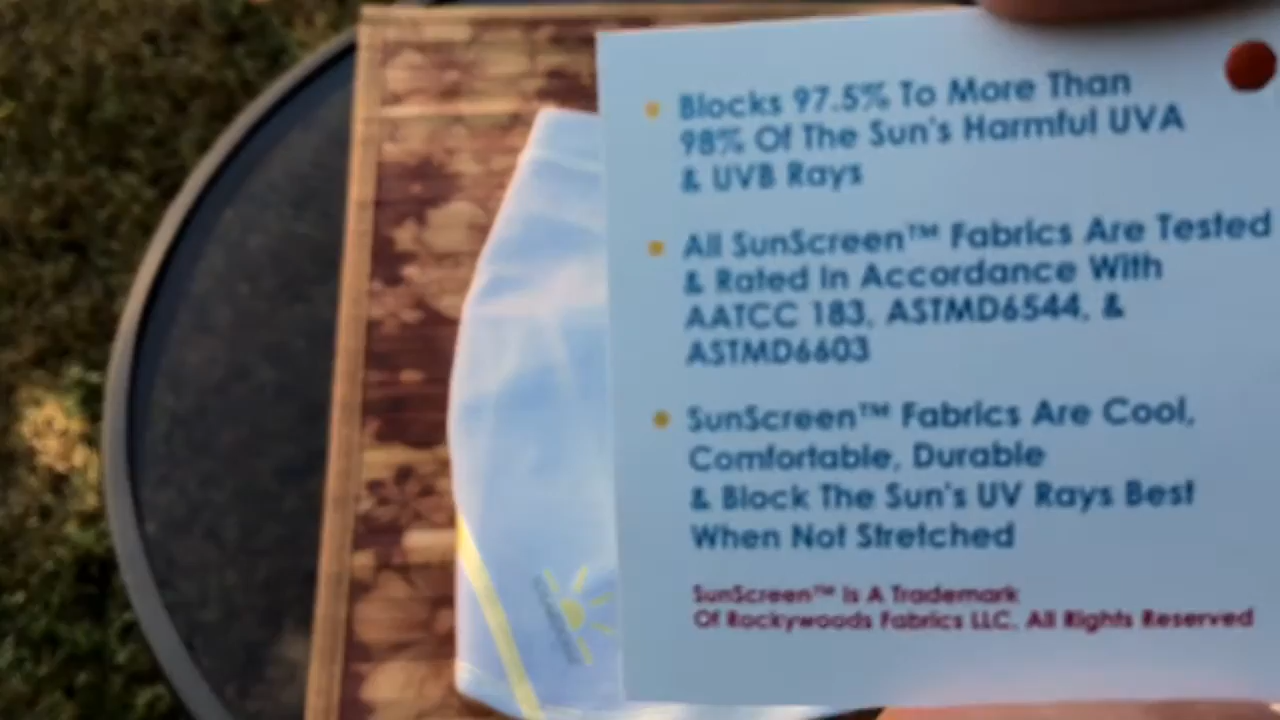 Blocks 97.5% To More Than
98% Of The Sun's Harmful UVA
& UVB Rays
All SunScreen™ Fabrics Are Tested
& Rated In Accordance With
AATCC 183, ASTMD6544, &
ASTMD6603
SunScreen™ Fabrics Are Cool,
Comfortable, Durable
& Block The Sun's UV Rays Best
When Not Stretched
SunScreen™ Is A Trademark
Of Rockywoods Fabrics LLC, All Rights Reserved